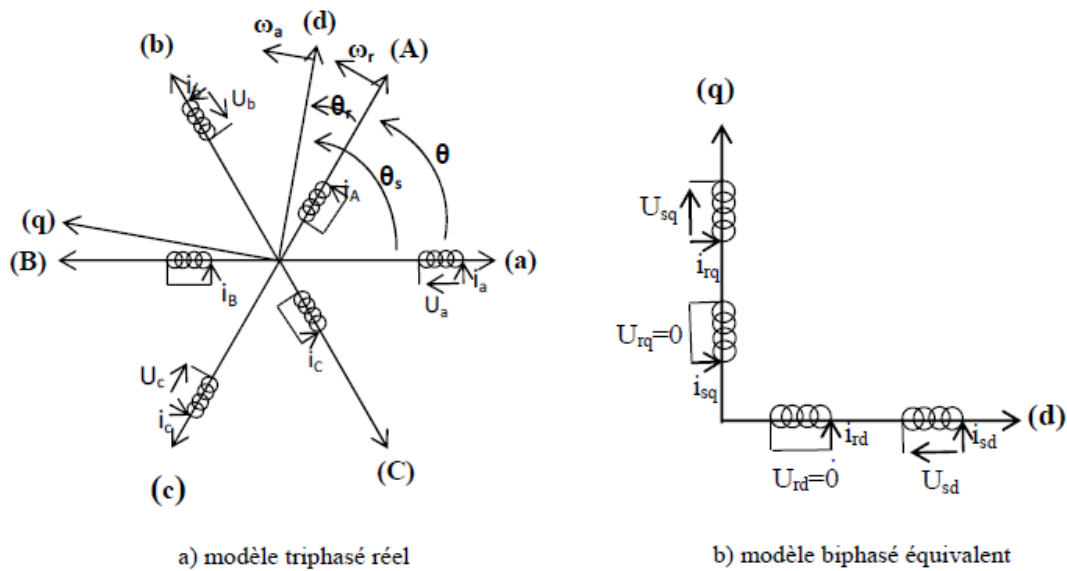 ωa
(d)
ωr
(A)
(b)
ib
Ub
θr
θ
θs
iA
(q)
(B)
(a)
iB
ia
Ua
iC
Uc
ic
(C)
(c)
a) modèle triphasé réel
(q)
Usq
irq
Urq=0
isq
(d)
ird
isd
Urd=0
Usd
b) modèle biphasé équivalent